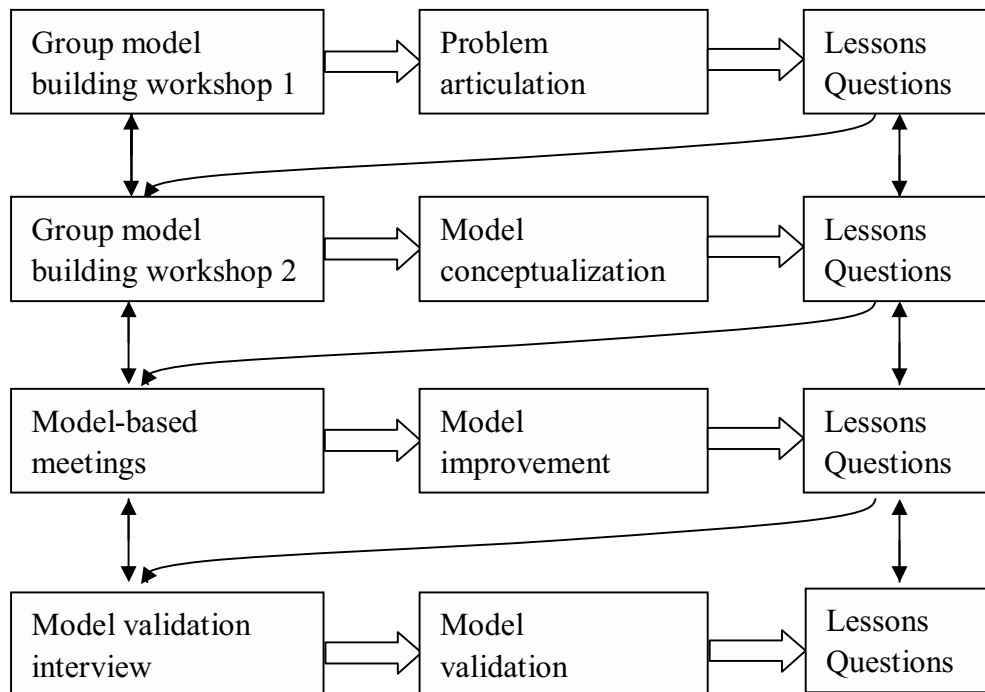 Group model
building workshop 1
Problem
articulation
Lessons
Questions
Group model
building workshop 2
Model
conceptualization
Lessons
Questions
Model-based
meetings
Model
improvement
Lessons
Questions
Model validation
interview
Model
validation
Lessons
Questions